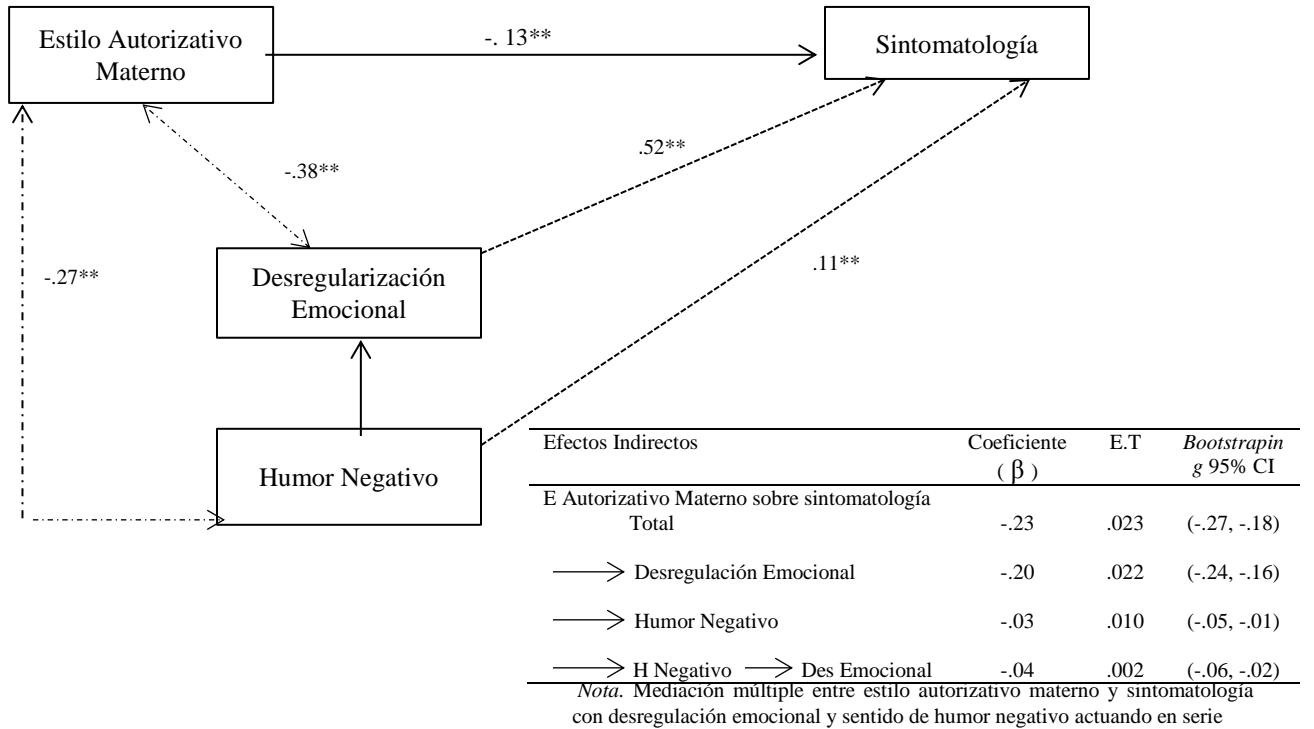 Estilo Autorizativo
Materno
-. 13**
Sintomatología
.52**
-.38**
-.27**
.11**
Desregularización
Emocional
Humor Negativo
Efectos Indirectos Coeficiente E.T Bootstrapin
( β ) g 95% CI
E Autorizativo Materno sobre sintomatología
Total -.23 .023 (-.27, -.18)
Desregulación Emocional -.20 .022 (-.24, -.16)
Humor Negativo -.03 .010 (-.05, -.01)
H Negativo Des Emocional -.04 .002 (-.06, -.02)
Nota. Mediación múltiple entre estilo autorizativo materno y sintomatología
con desregulación emocional y sentido de humor negativo actuando en serie